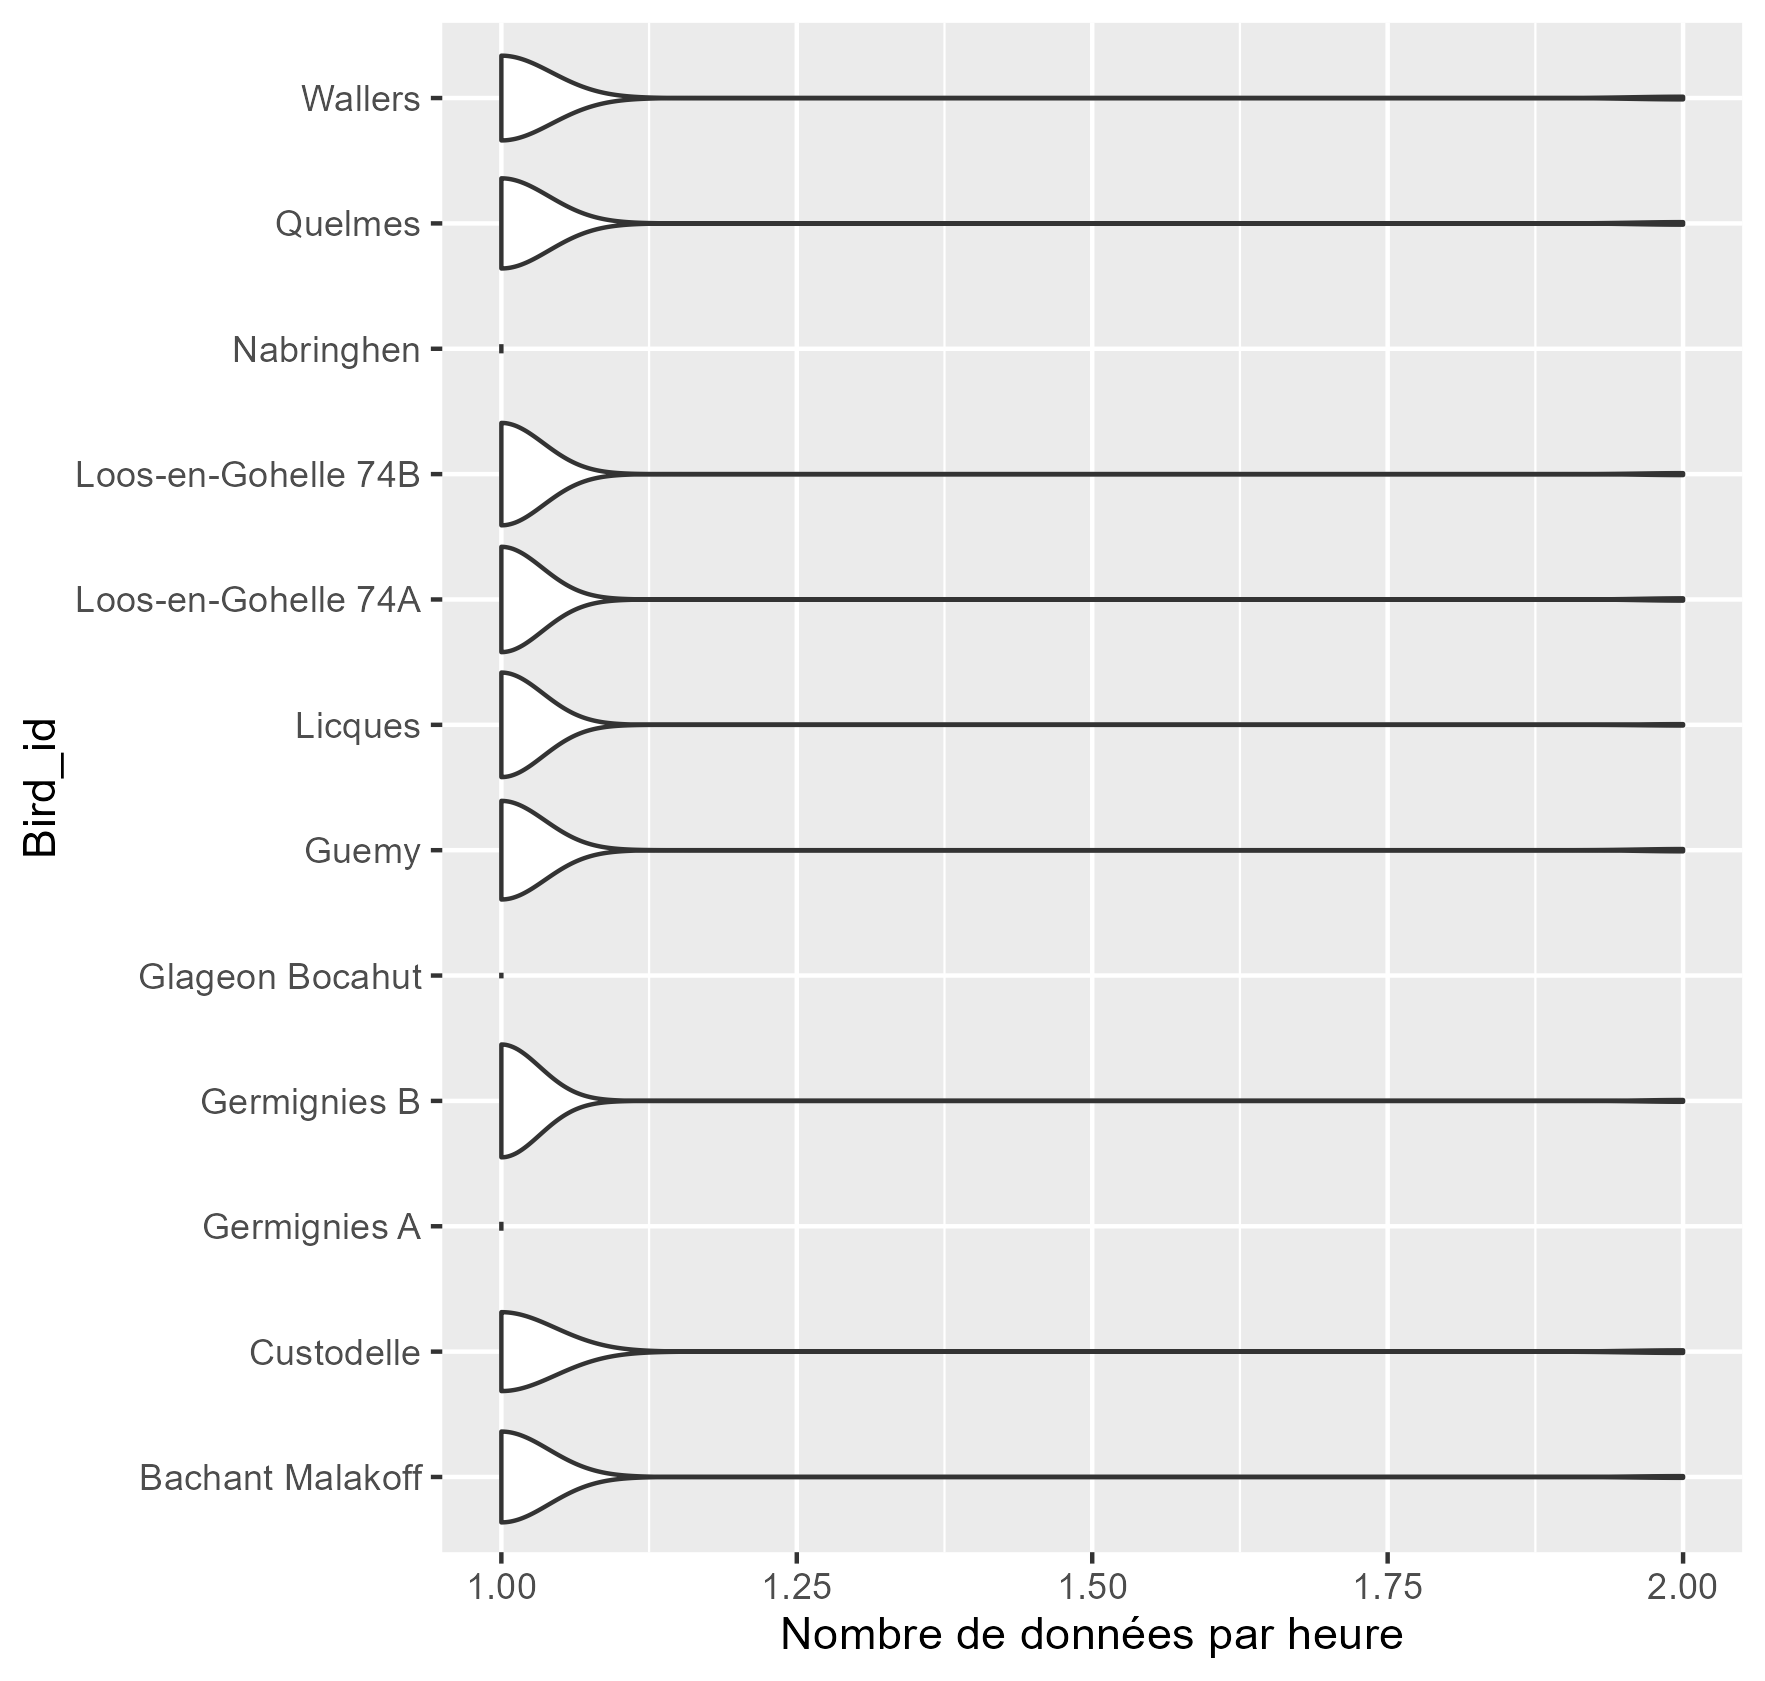 Wallers
Quelmes
Nabringhen
Loos-en-Gohelle 74B
Loos-en-Gohelle 74A
Licques
Guemy
Glageon Bocahut
Germignies B
Germignies A
Custodelle
Bachant Malakoff
Bird_id
1.00 1.25 1.50 1.75 2.00
Nombre de données par heure